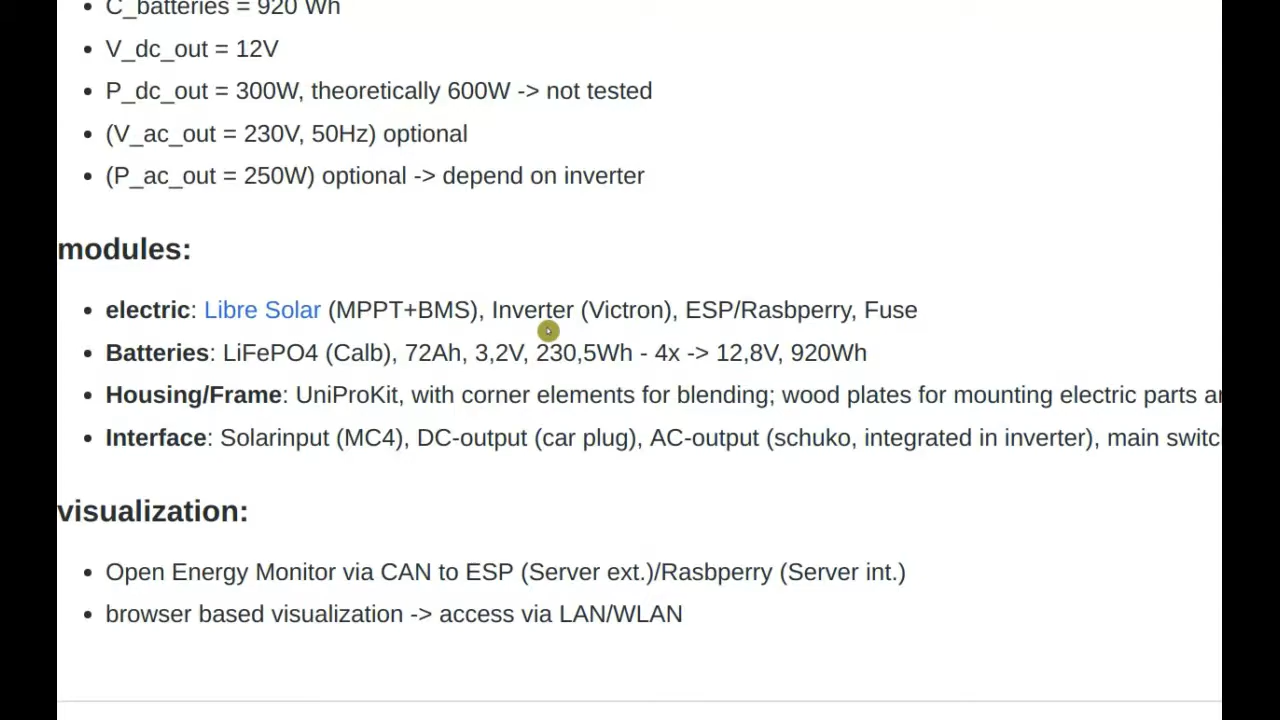 • C_batteries = 920 Wh
• V_dc_out = 12V
• P_dc_out = 300W, theoretically 600W -> not tested
• (V_ac_out = 230V, 50Hz) optional
• (P_ac_out = 250W) optional -> depend on inverter
modules:
• electric: Libre Solar (MPPT+BMS), Inverter (Victron), ESP/Rasbperry, Fuse
• Batteries: LiFePO4 (Calb), 72Ah, 3,2V, 230,5Wh - 4x -> 12,8V, 920Wh
• Housing/Frame: UniProKit, with corner elements for blending; wood plates for mounting electric parts
• Interface: Solarinput (MC4), DC-output (car plug), AC-output (schuko, integrated in inverter), main
visualization:
• Open Energy Monitor via CAN to ESP (Server ext.)/Rasbperry (Server int.)
• browser based visualization -> access via LAN/WLAN